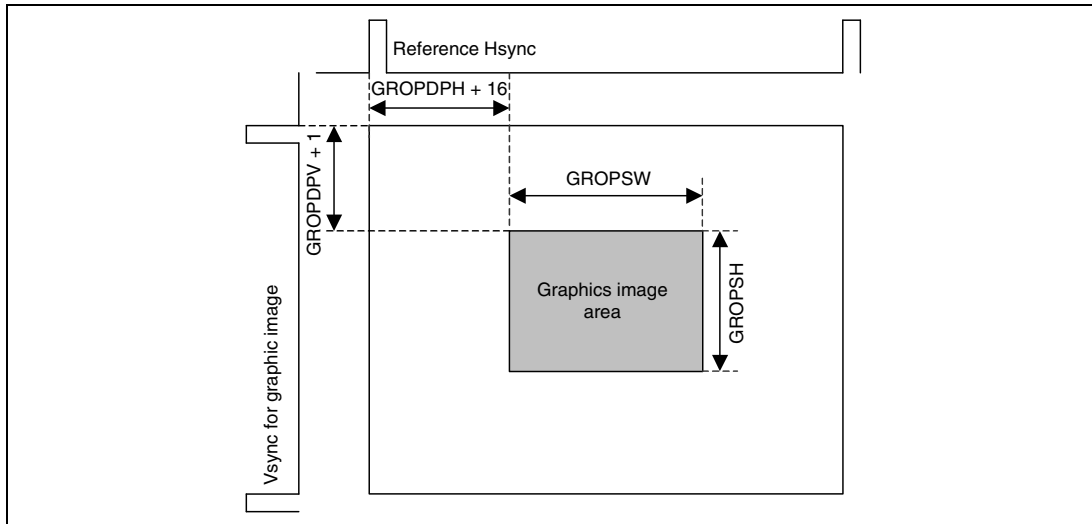 Reference Hsync
GROPDPH + 16
GROPDPV + 1
GROPSW
Graphics image
area
GROPSH
Vsync for graphic image